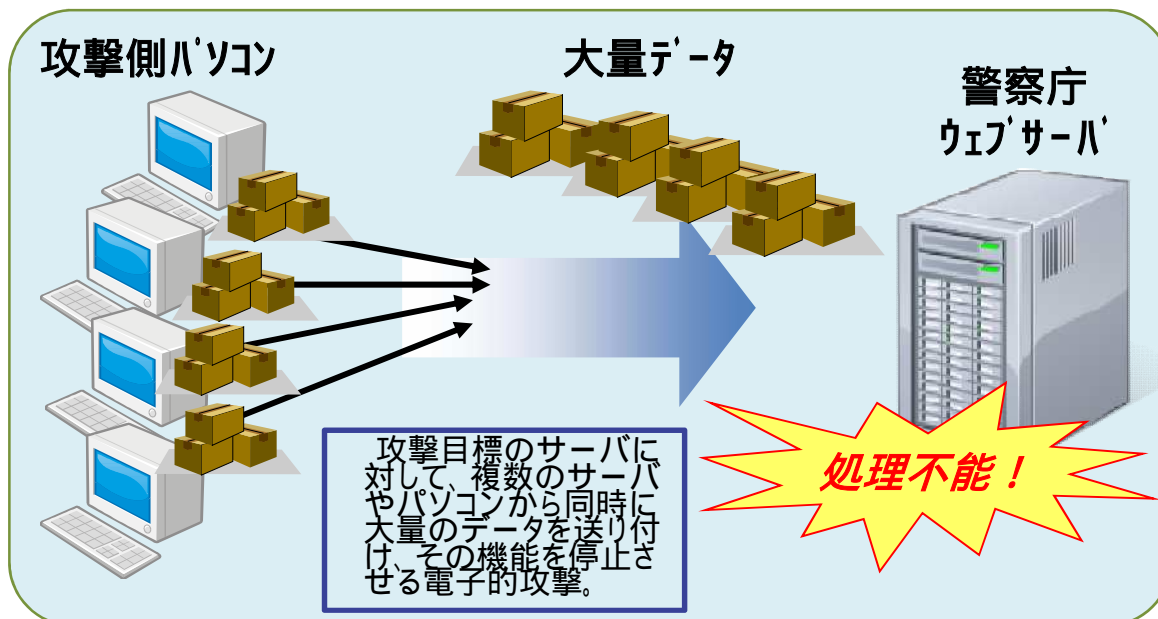 攻撃側ﾊﾟｿｺﾝ
大量ﾃﾞｰﾀ
警察庁
ｳｪﾌﾞｻｰﾊﾞ
攻撃目標のサーバに
対して、複数のサーバ
やパソコンから同時に
大量のデータを送り付
け、その機能を停止さ
せる電子的攻撃。
処理不能！